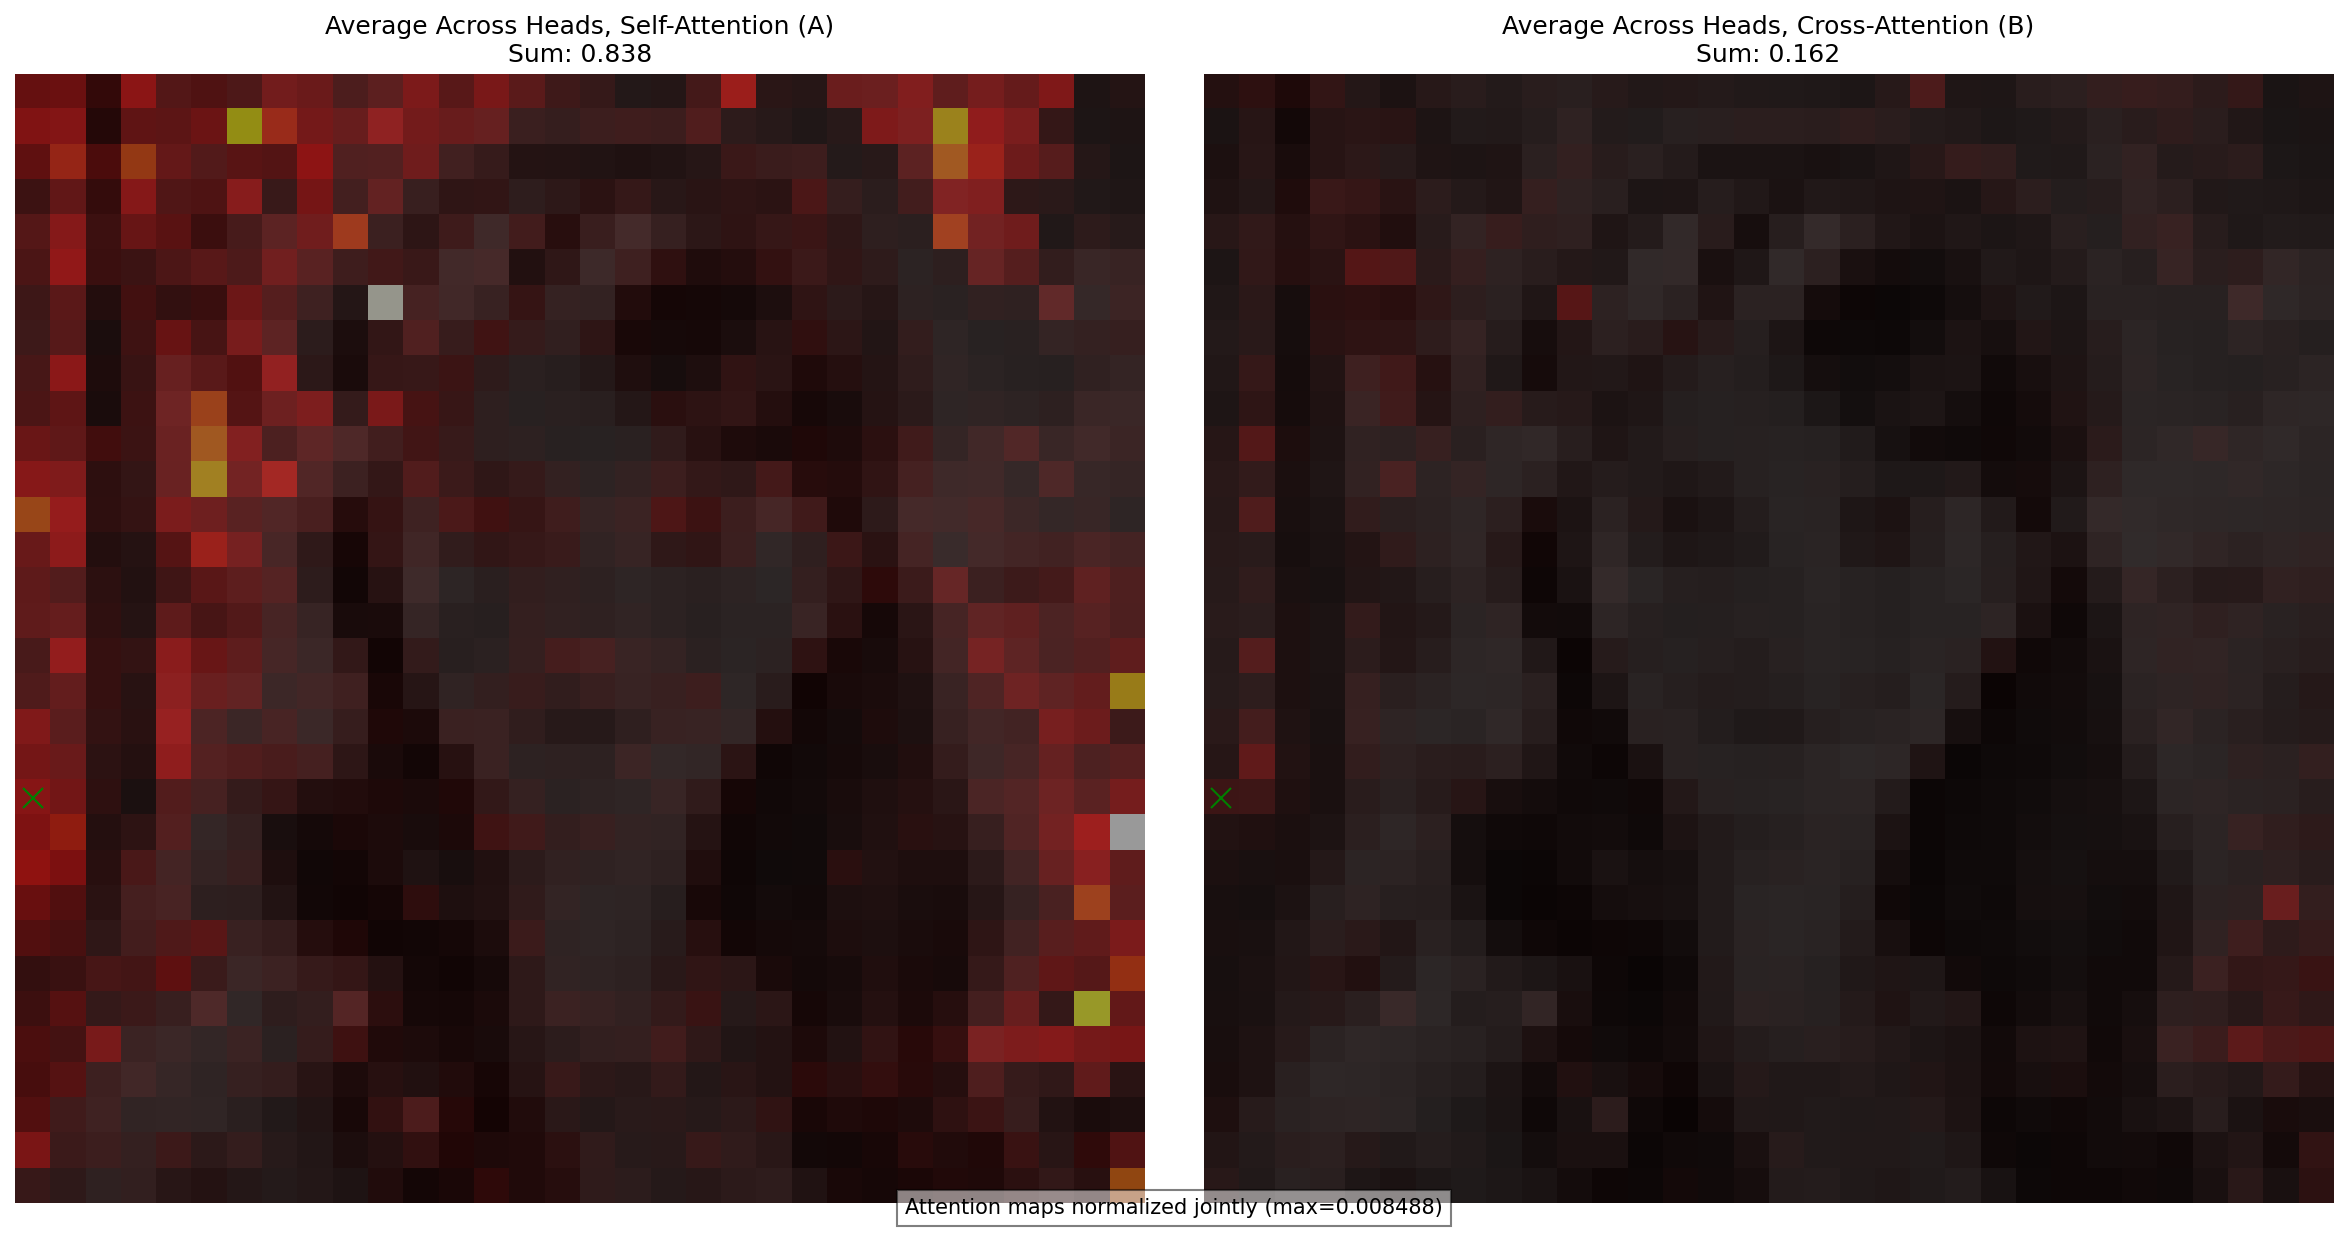 Average Across Heads, Self-Attention (A)
Sum: 0.838
Average Across Heads, Cross-Attention (B)
Sum: 0.162
Attention maps normalized jointly (max=0.008488)